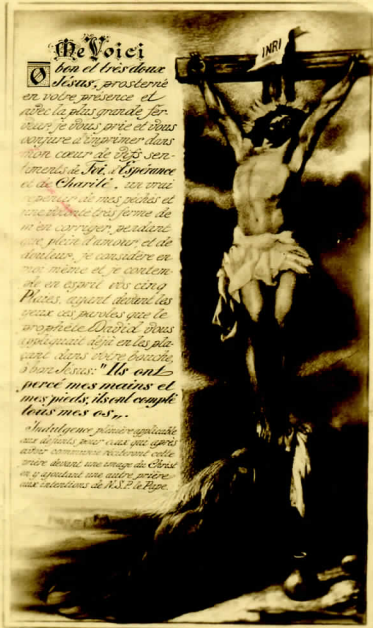 Me Voici
Ô bon et très doux
Jésus, prosterné
en votre présence et
avec la plus grande fer-
veur je vous prie et vous
conjure d'imprimer dans
mon cœur de vifs sen-
timents de Foi, d'Espérance
et de Charité, un vrai
repentir de mes péchés et
une volonté très ferme de
m'en corriger, pendant
que, plein d'amour et de
douleur, je considère en
moi même et je contem-
ple en esprit vos cinq
Plaies, ayant devant les
yeux ces paroles que le
prophète David vous
appliquait déjà en les pla-
çant dans votre bouche,
ô bon Jésus: "Ils ont
percé mes mains et
mes pieds; ils ont compté
tous mes os„.
Indulgence plénière applicable
aux défunts pour ceux que après
avoir communié réciteront cette
prière devant une image du Christ
en y ajoutant une autre prière
aux intentions de N.S.P. le Pape.
INRI